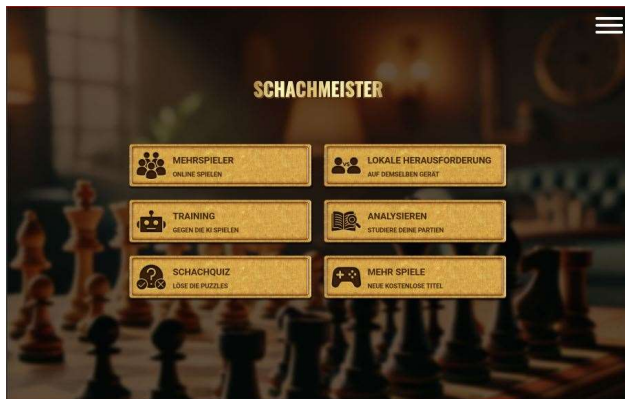 SCHACHMEISTER
MEHRSPIELER
ONLINE SPIELEN
LOKALE HERAUSFORDERUNG
AUF DEMSELBEN GERÄT
VS
TRAINING
GEGEN DIE KI SPIELEN
ANALYSIEREN
STUDIERE DEINE PARTIEN
SCHACHQUIZ
LÖSE DIE PUZZLES
MEHR SPIELE
NEUE KOSTENLOSE TITEL